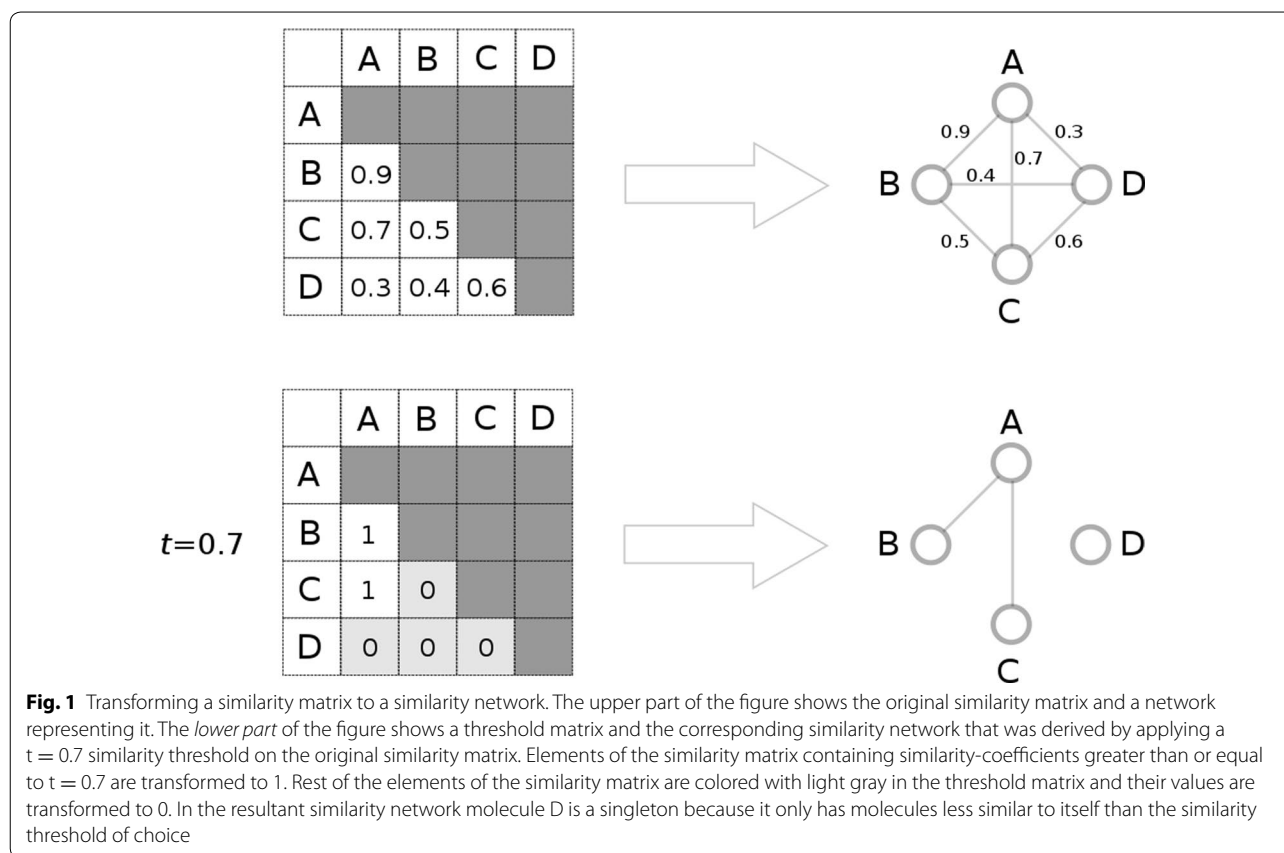 A B C D
A
B 0.9
C 0.7 0.5
D 0.3 0.4 0.6
A
0.9 0.3
0.7
B 0.4 D
0.5 0.6
C
A B C D
A
t=0.7 B 1
C 1 0
D 0 0 0
A
B D
C
Fig. 1 Transforming a similarity matrix to a similarity network. The upper part of the figure shows the original similarity matrix and a network
representing it. The lower part of the figure shows a threshold matrix and the corresponding similarity network that was derived by applying a
t = 0.7 similarity threshold on the original similarity matrix. Elements of the similarity matrix containing similarity-coefficients greater than or equal
to t = 0.7 are transformed to 1. Rest of the elements of the similarity matrix are colored with light gray in the threshold matrix and their values are
transformed to 0. In the resultant similarity network molecule D is a singleton because it only has molecules less similar to itself than the similarity
threshold of choice